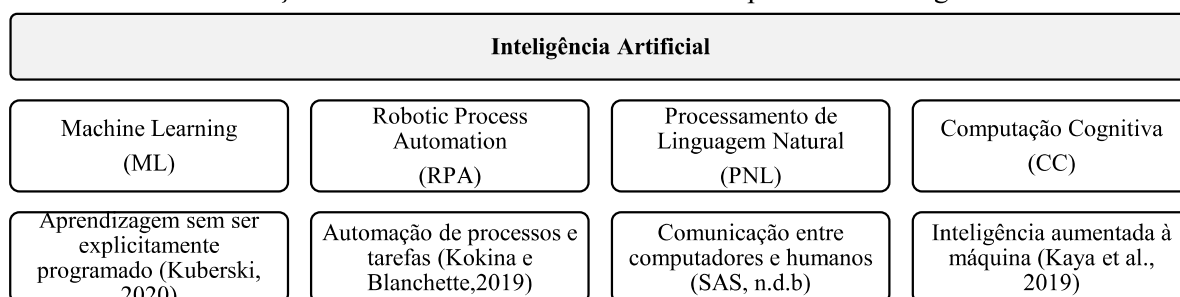 Inteligência Artificial
Machine Learning
(ML)
Robotic Process
Automation
(RPA)
Processamento de
Linguagem Natural
(PNL)
Computação Cognitiva
(CC)
Aprendizagem sem ser
explicitamente
programado (Kuberski,
2020)
Automação de processos e
tarefas (Kokina e
Blanchette,2019)
Comunicação entre
computadores e humanos
(SAS, n.d.b)
Inteligência aumentada à
máquina (Kaya et al.,
2019)